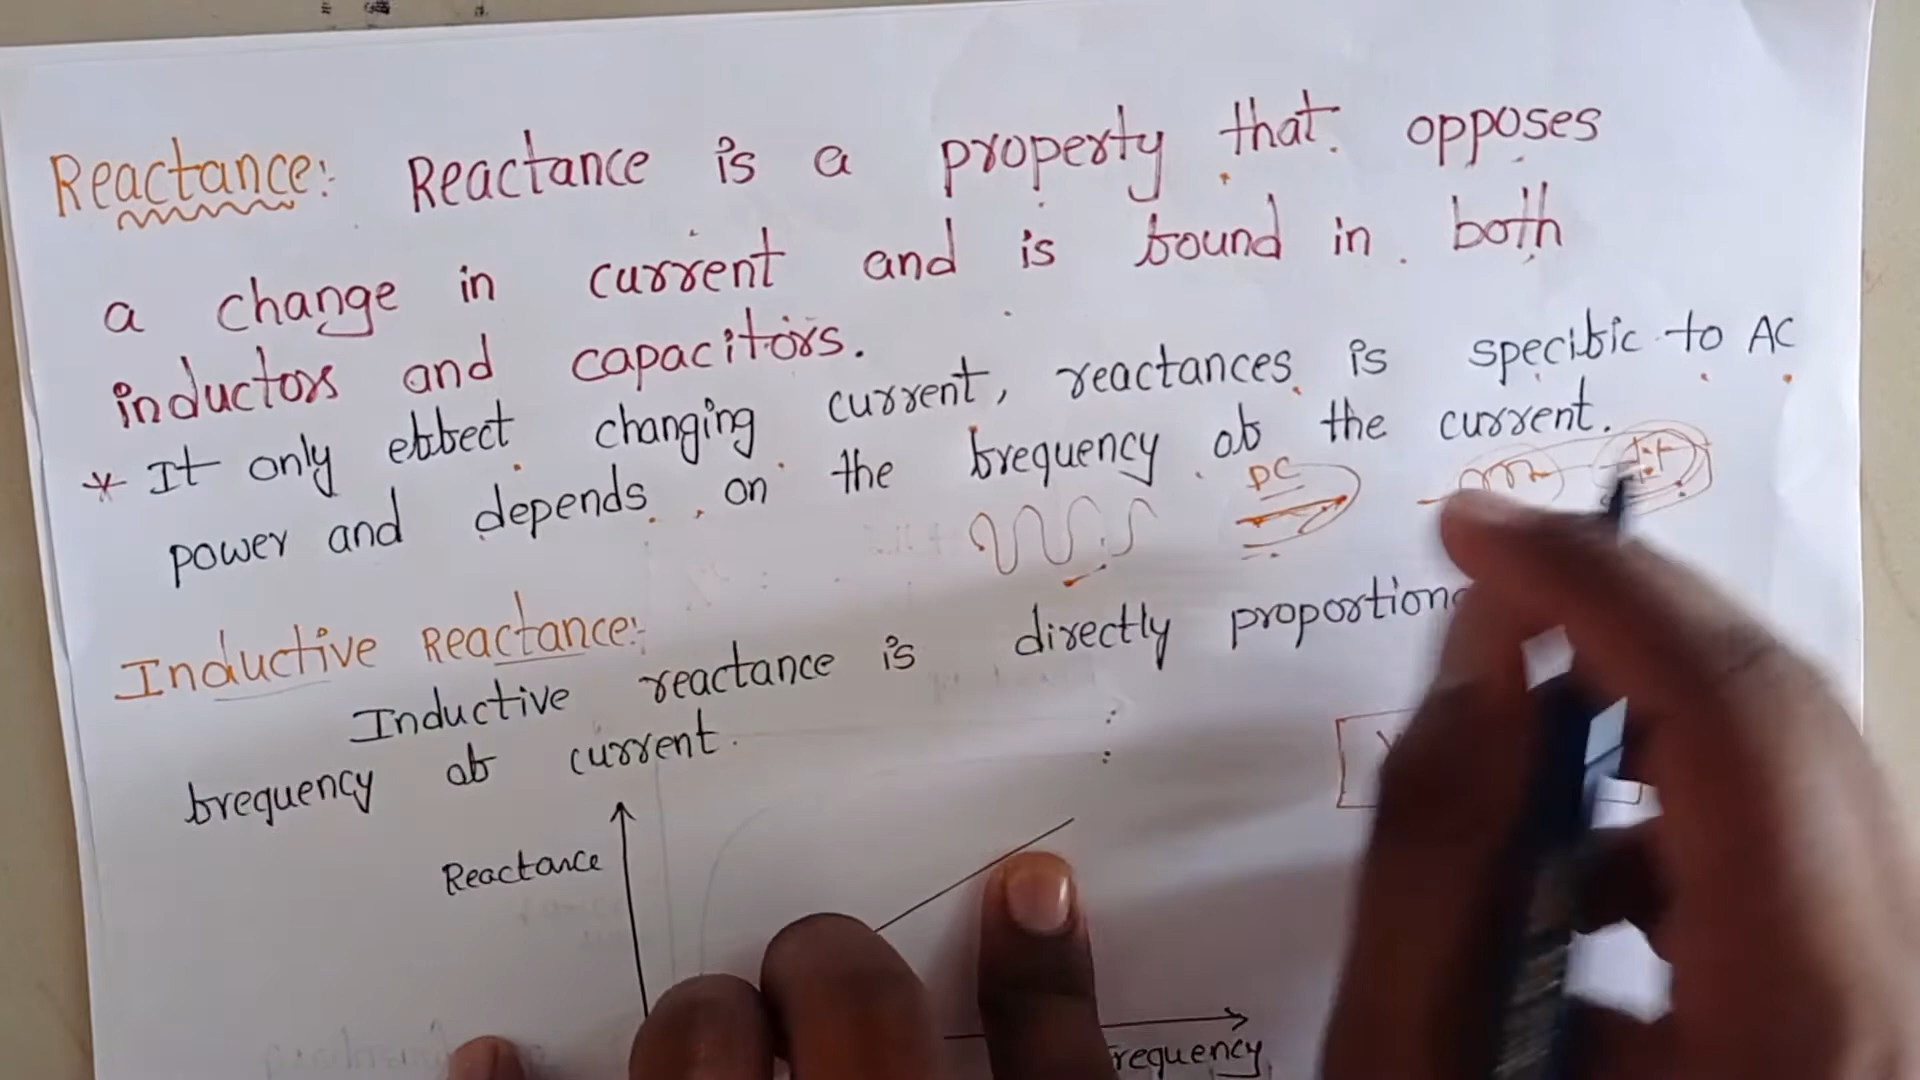 Reactance: Reactance is a property that opposes
a change in current and is found in both
inductors and capacitors.
* It only effect changing current, reactances is specific to AC
power and depends on the frequency of the current.
DC
Inductive Reactance:-
Inductive reactance is directly
frequency of current.
Reactance